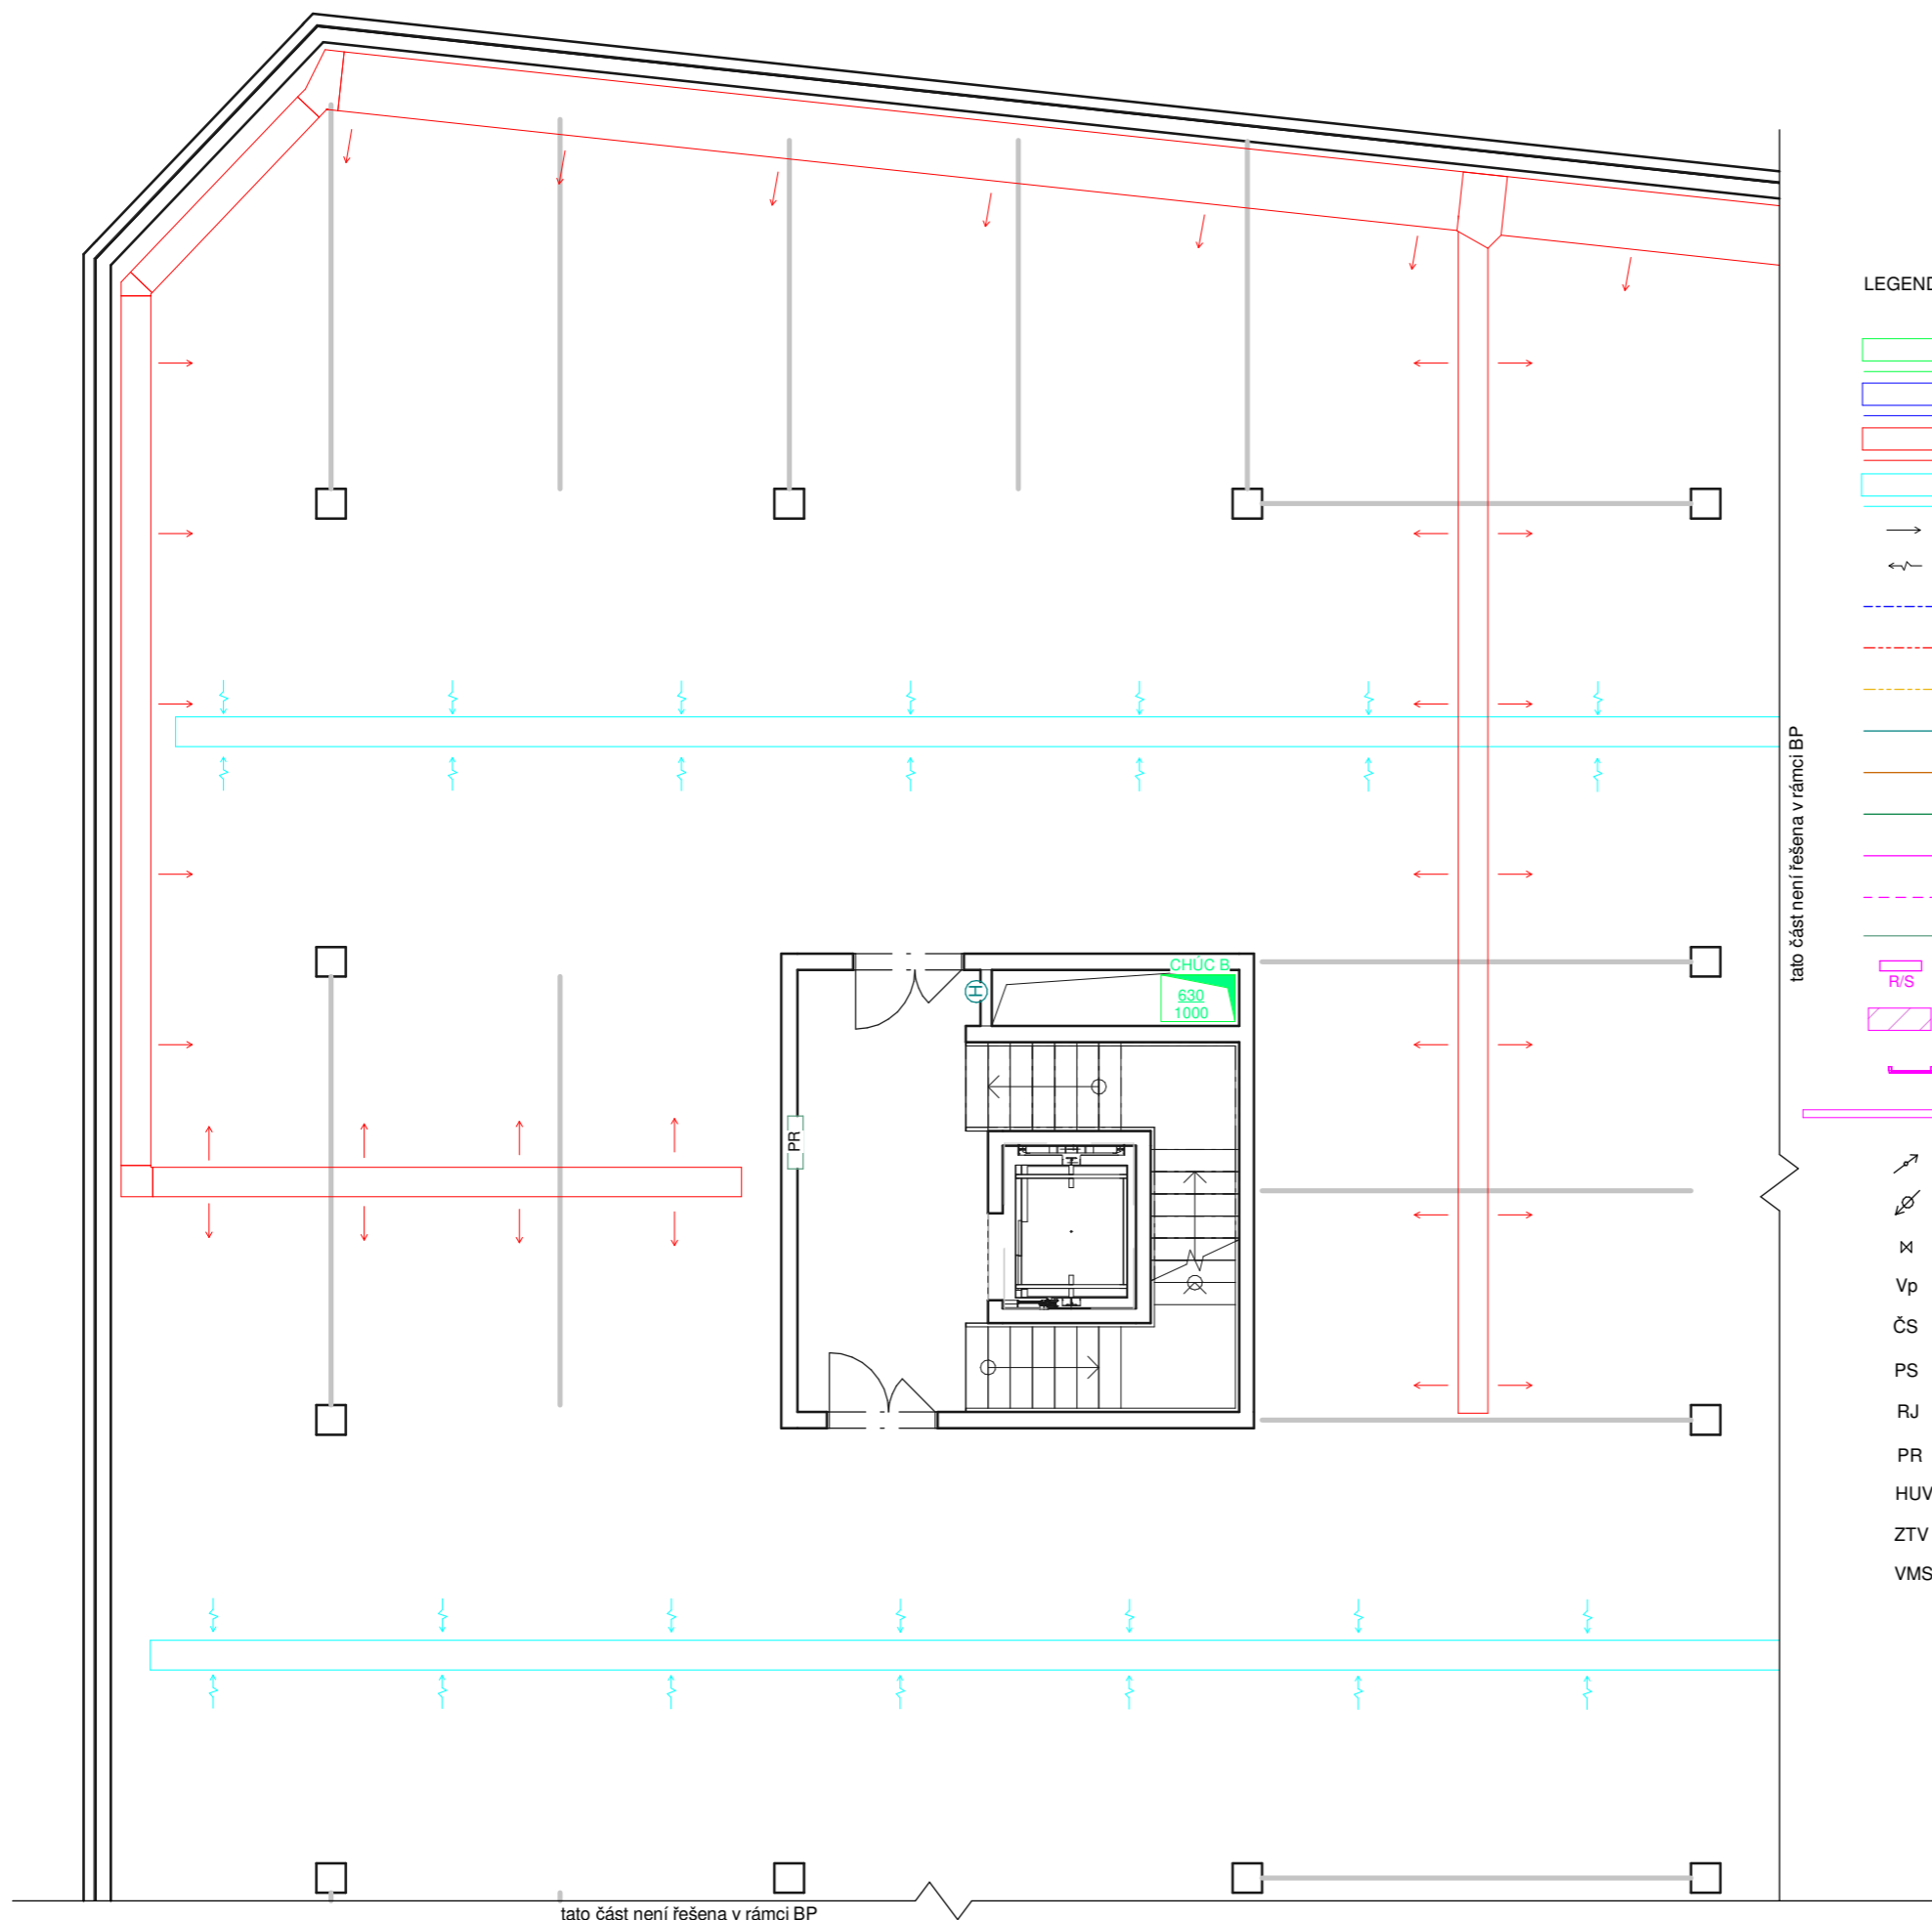 LEGEND
tato část není řešena v rámci BP
CHÚC B
630
1000
H
PR
R/S
Vp
ČS
PS
RJ
PR
HUV
ZTV
VMS
tato část není řešena v rámci BP